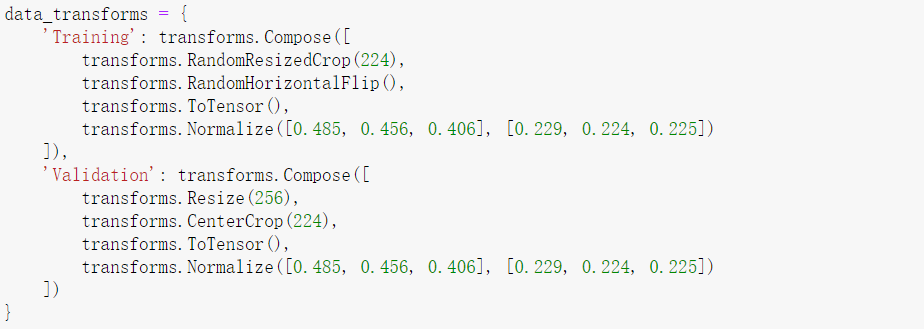 data_transforms = {
    'Training': transforms.Compose([
        transforms.RandomResizedCrop(224),
        transforms.RandomHorizontalFlip(),
        transforms.ToTensor(),
        transforms.Normalize([0.485, 0.456, 0.406], [0.229, 0.224, 0.225])
    ]),
    'Validation': transforms.Compose([
        transforms.Resize(256),
        transforms.CenterCrop(224),
        transforms.ToTensor(),
        transforms.Normalize([0.485, 0.456, 0.406], [0.229, 0.224, 0.225])
    ])
}